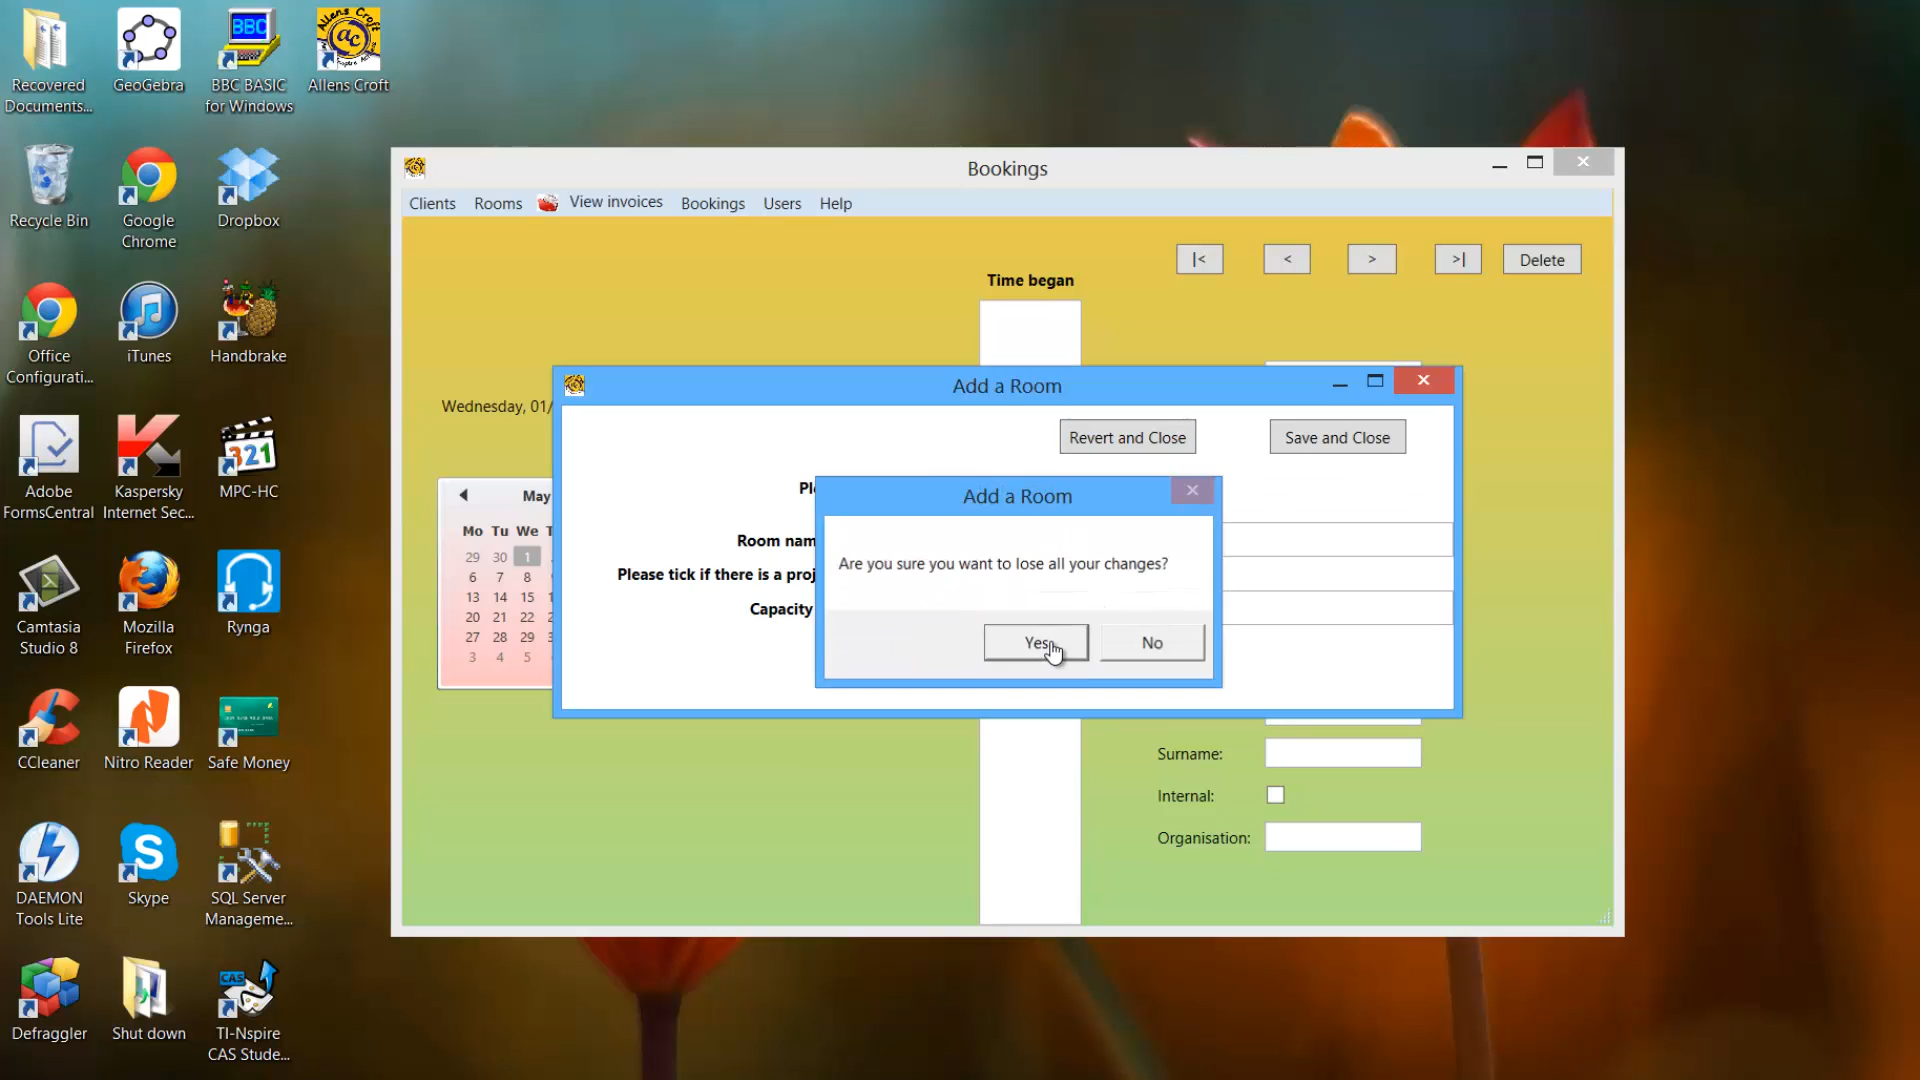 Recovered
Documents...
GeoGebra
BBC BASIC
for Windows
Allens Croft
Recycle Bin
Google
Chrome
Dropbox
Office
Configurati...
iTunes
Handbrake
Adobe
FormsCentral
Kaspersky
Internet Sec...
MPC-HC
Camtasia
Studio 8
Mozilla
Firefox
Rynga
CCleaner
Nitro Reader
Safe Money
DAEMON
Tools Lite
Skype
SQL Server
Manageme...
Defraggler
Shut down
TI-Nspire
CAS Stude...
Bookings
Clients Rooms View invoices Bookings Users Help
|< < > >| Delete
Time began
Wednesday, 01/
May
Mo Tu We T
29 30 1
6 7 8
13 14 15 1
20 21 22 2
27 28 29 3
3 4 5
Add a Room
Revert and Close Save and Close
Room nam
Please tick if there is a proj
Capacity
Add a Room
Are you sure you want to lose all your changes?
Yes No
Surname:
Internal:
Organisation: